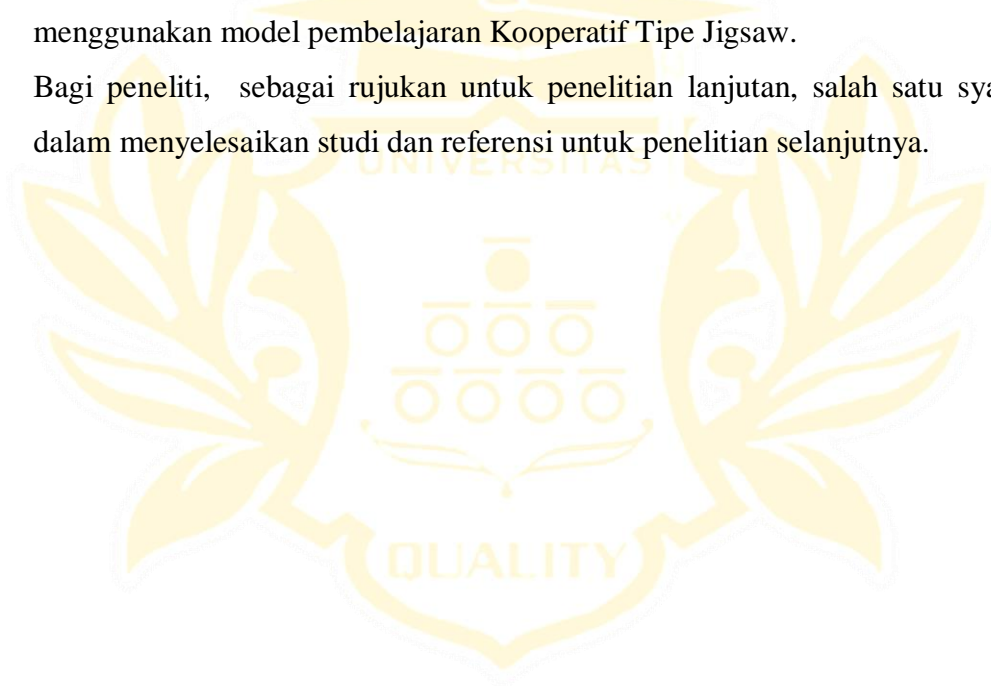 menggunakan model pembelajaran Kooperatif Tipe Jigsaw.
Bagi peneliti, sebagai rujukan untuk penelitian lanjutan, salah satu
dalam menyelesaikan studi dan referensi untuk penelitian selanjutnya.
UNIVERSITAS
QUALITY